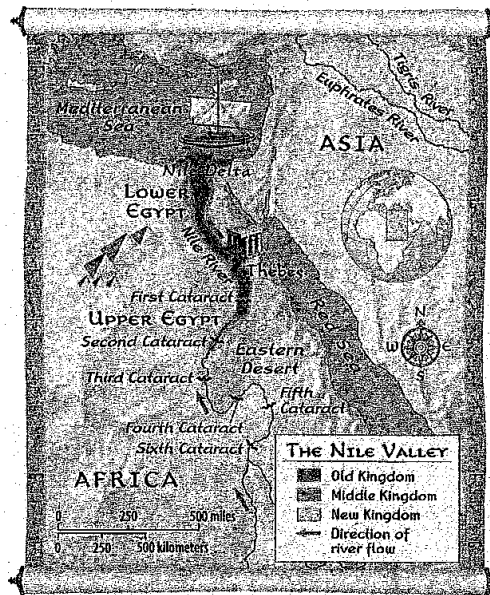 Mediterranean
Sea
Tigris River
Euphrates River
ASIA
Nile Delta
LOWER
EGYPT
Nile River
Thebes
First Cataract
UPPER EGYPT
Second Cataract
Red Sea
Eastern
Desert
Third Cataract
Fifth
Cataract
Fourth Cataract
Sixth Cataract
AFRICA
N
W
E
S
THE NILE VALLEY
Old Kingdom
Middle Kingdom
New Kingdom
Direction of
river flow
0 250 500 miles
0 250 500 kilometers